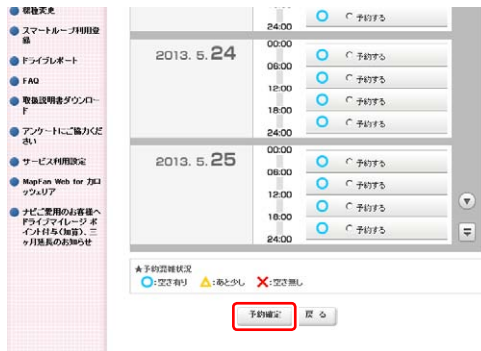 機種変更
スマートループ利用登
録
ドライブレポート
FAQ
取扱説明書ダウンロー
ド
アンケートにご協力くだ
さい
サービス利用設定
MapFan Web for カロ
ッツェリア
ナビご愛用のお客様へ
ドライブマイレージ ポ
イント付与(加算)、三
ヶ月延長のお知らせ
24:00
予約する
2013. 5. 24
00:00
06:00
12:00
18:00
24:00
予約する
予約する
予約する
予約する
2013. 5. 25
00:00
06:00
12:00
18:00
24:00
予約する
予約する
予約する
予約する
★予約混雑状況
:空き有り :あと少し :空き無し
予約確定 戻 る